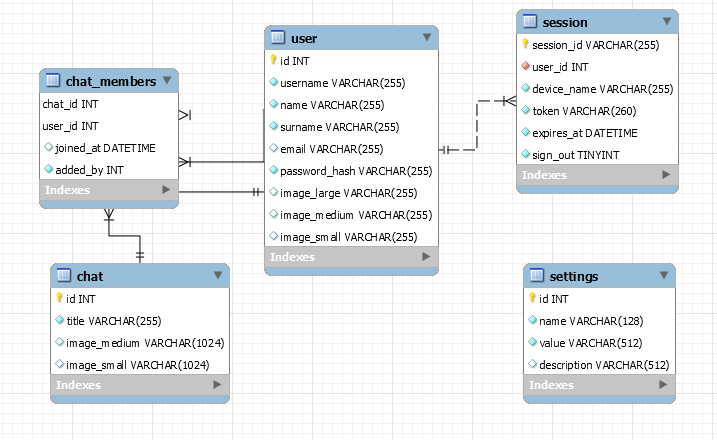 chat_members
chat_id INT
user_id INT
joined_at DATETIME
added_by INT
Indexes
user
id INT
username VARCHAR(255)
name VARCHAR(255)
surname VARCHAR(255)
email VARCHAR(255)
password_hash VARCHAR(255)
image_large VARCHAR(255)
image_medium VARCHAR(255)
image_small VARCHAR(255)
Indexes
session
session_id VARCHAR(255)
user_id INT
device_name VARCHAR(255)
token VARCHAR(260)
expires_at DATETIME
sign_out TINYINT
Indexes
chat
id INT
title VARCHAR(255)
image_medium VARCHAR(1024)
image_small VARCHAR(1024)
Indexes
settings
id INT
name VARCHAR(128)
value VARCHAR(512)
description VARCHAR(512)
Indexes